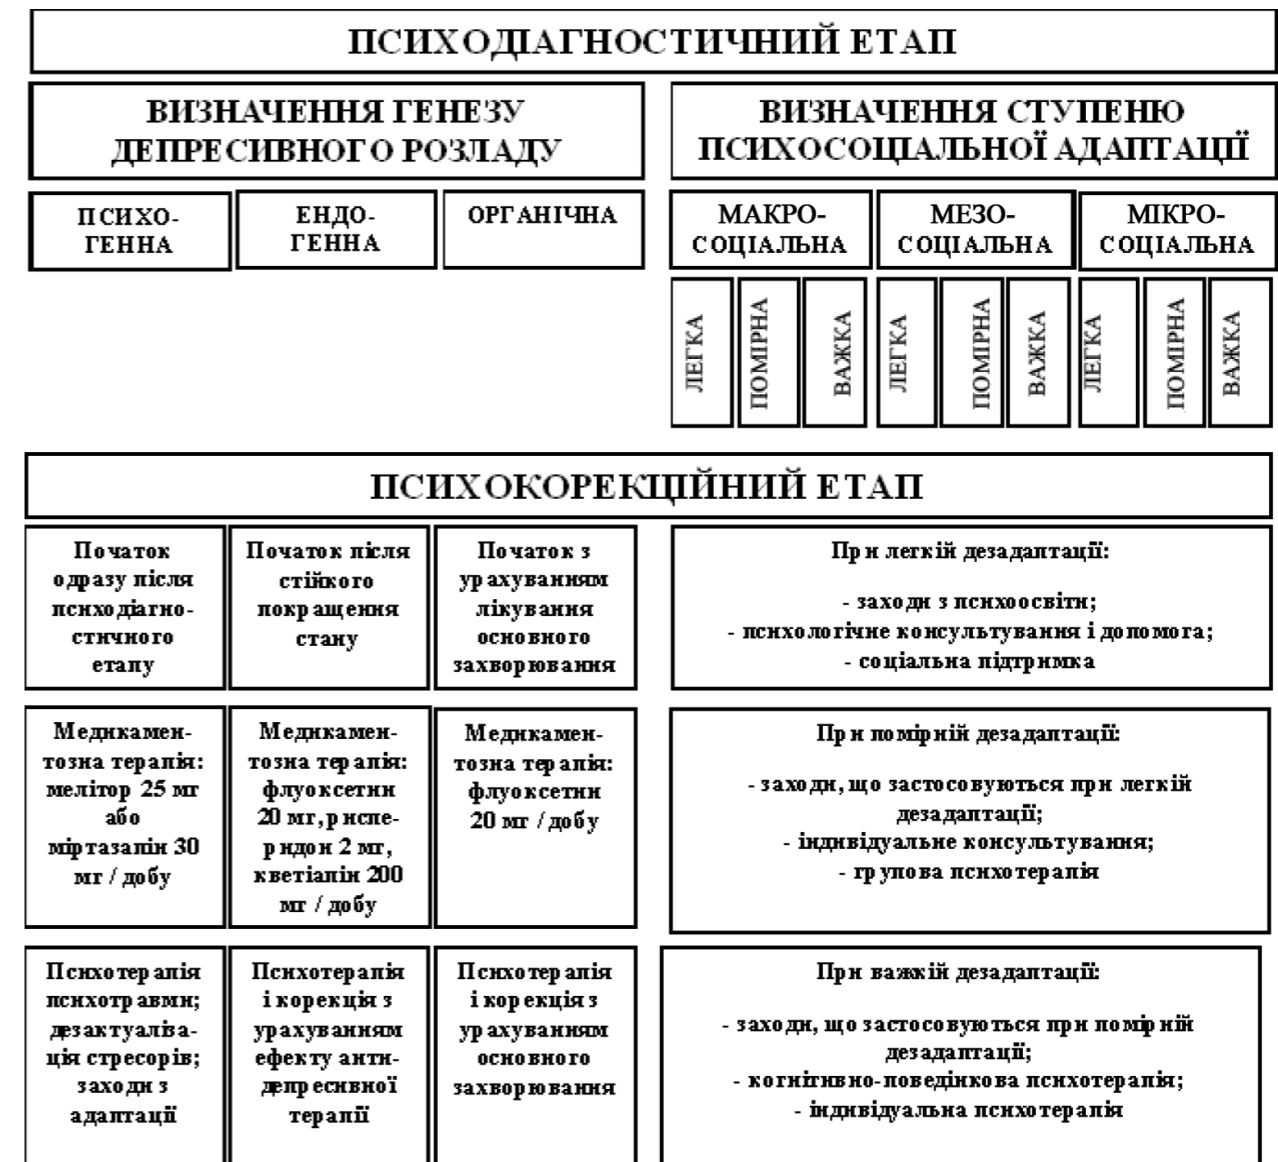 ПСИХОДІАГНОСТИЧНИЙ ЕТАП
ВИЗНАЧЕННЯ ГЕНЕЗУ
ДЕПРЕСИВНОГО РОЗЛАДУ
ВИЗНАЧЕННЯ СТУПЕНЮ
ПСИХОСОЦІАЛЬНОЇ АДАПТАЦІЇ
ПСИХО-
ГЕННА
ЕНДО-
ГЕННА
ОРГАНІЧНА
МАКРО-
СОЦІАЛЬНА
МЕЗО-
СОЦІАЛЬНА
МІКРО-
СОЦІАЛЬНА
ЛЕГКА
ПОМІРНА
ВАЖКА
ЛЕГКА
ПОМІРНА
ВАЖКА
ЛЕГКА
ПОМІРНА
ВАЖКА
ПСИХОКОРЕКЦІЙНИЙ ЕТАП
Початок
одразу після
психодіагно-
стичного
етапу
Початок після
стійкого
покращення
стану
Початок з
урахуванням
лікування
основного
захворювання
При легкій дезадаптації:
- заходи з психоосвіти;
- психологічне консультування і допомога;
- соціальна підтримка
Медикамен-
тозна терапія:
мелітор 25 мг
або
міртазапін 30
мг / добу
Медикамен-
тозна терапія:
флуоксетин
20 мг, риспе-
ридон 2 мг,
кветіапін 200
мг / добу
Медикамен-
тозна терапія:
флуоксетин
20 мг / добу
При помірній дезадаптації:
- заходи, що застосовуються при легкій
дезадаптації;
- індивідуальне консультування;
- групова психотерапія
Психотерапія
психотравми;
дезактуаліза-
ція стресорів;
заходи з
адаптації
Психотерапія
і корекція з
урахуванням
ефекту анти-
депресивної
терапії
Психотерапія
і корекція з
урахуванням
основного
захворювання
При важкій дезадаптації:
- заходи, що застосовуються при помірній
дезадаптації;
- когнітивно-поведінкова психотерапія;
- індивідуальна психотерапія